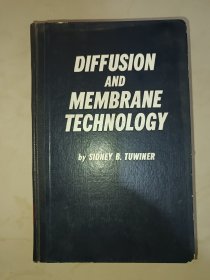 DIFFUSION
AND
MEMBRANE
TECHNOLOGY
by SIDNEY B. TUWINER